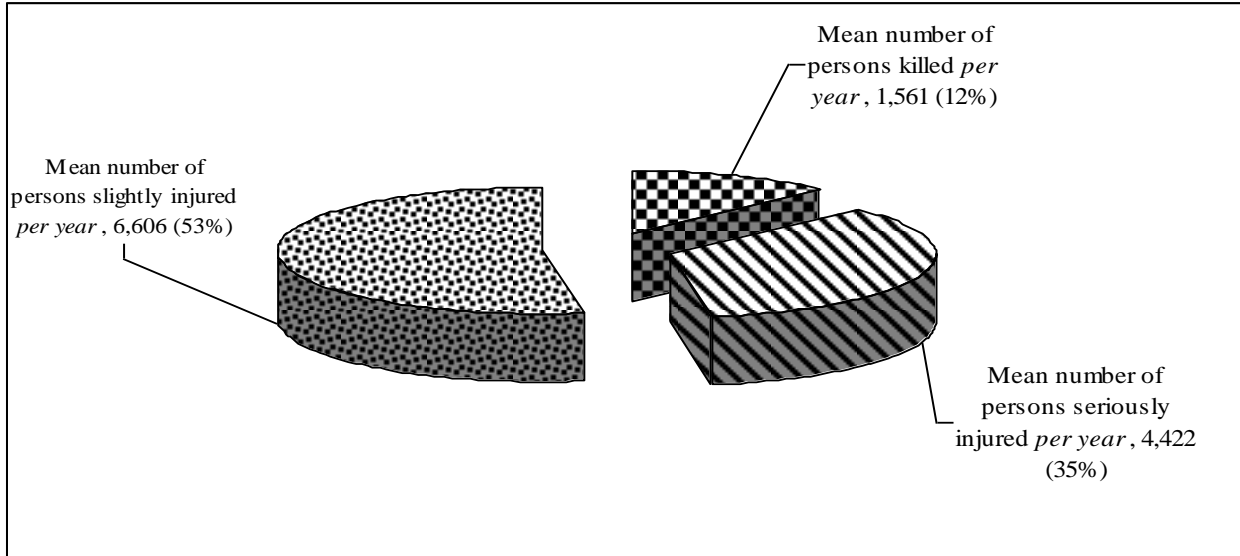 Mean number of
persons killed per
year, 1,561 (12%)
Mean number of
persons slightly injured
per year, 6,606 (53%)
Mean number of
persons seriously
injured per year, 4,422
(35%)